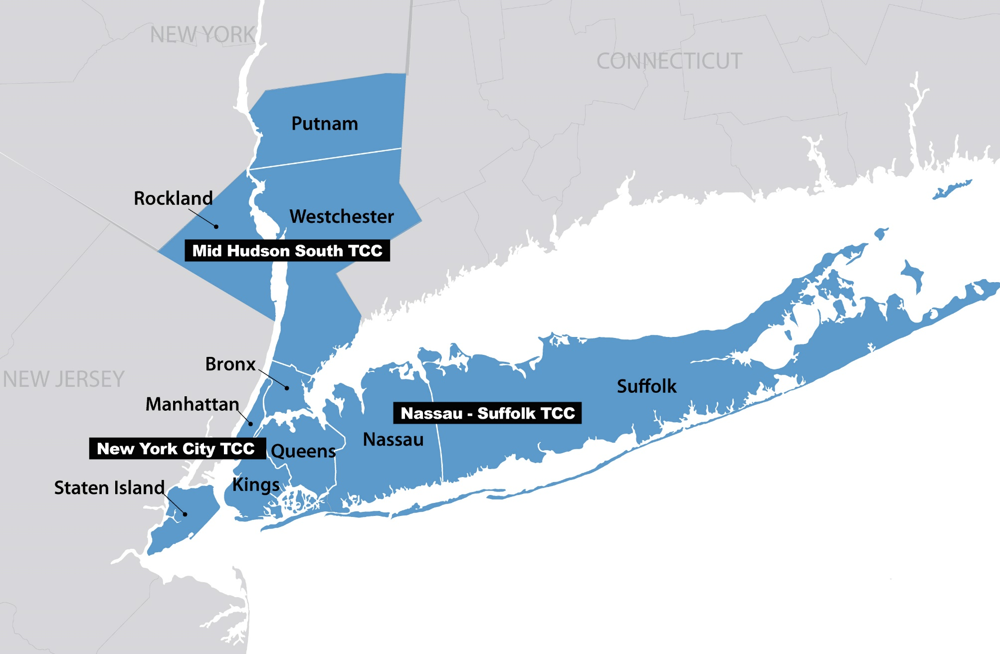 NEW YORK
CONNECTICUT
Putnam
Rockland
Westchester
Mid Hudson South TCC
Bronx
NEW JERSEY
Suffolk
Manhattan
Nassau - Suffolk TCC
Nassau
New York City TCC
Queens
Kings
Staten Island